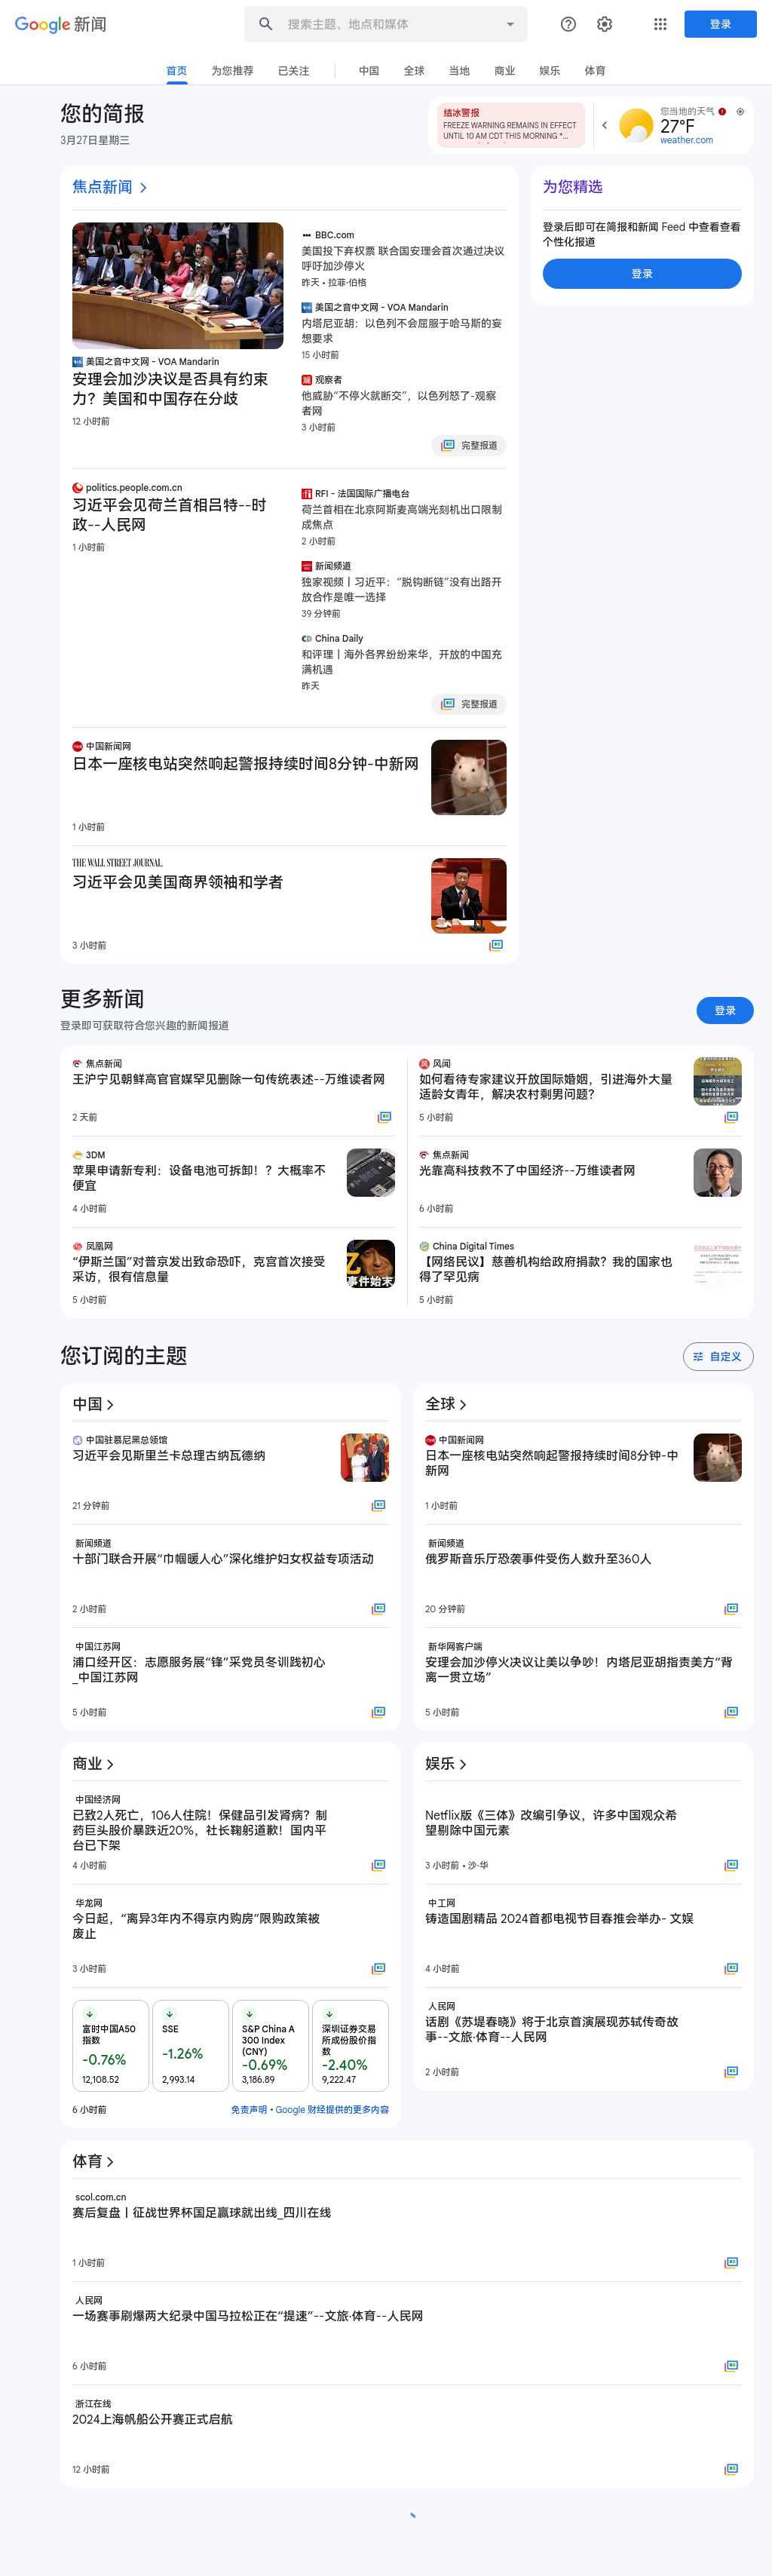 Google 新闻
搜索主题、地点和媒体
登录
首页
为您推荐
已关注
中国
全球
当地
商业
娱乐
体育
您的简报
3月27日星期三
结冰警报
FREEZE WARNING REMAINS IN EFFECT
UNTIL 10 AM CDT THIS MORNING *...
您当地的天气
27°F
weather.com
焦点新闻
美国之音中文网 - VOA Mandarin
安理会加沙决议是否具有约束
力？美国和中国存在分歧
12 小时前
BBC.com
美国投下弃权票 联合国安理会首次通过决议
呼吁加沙停火
昨天 • 拉菲·伯格
美国之音中文网 - VOA Mandarin
内塔尼亚胡：以色列不会屈服于哈马斯的妄
想要求
15 小时前
观察者
他威胁“不停火就断交”，以色列怒了-观察
者网
3 小时前
完整报道
politics.people.com.cn
习近平会见荷兰首相吕特--时
政--人民网
1 小时前
RFI - 法国国际广播电台
荷兰首相在北京阿斯麦高端光刻机出口限制
成焦点
2 小时前
新闻频道
独家视频丨习近平：“脱钩断链”没有出路开
放合作是唯一选择
39 分钟前
China Daily
和评理丨海外各界纷纷来华，开放的中国充
满机遇
昨天
完整报道
中国新闻网
日本一座核电站突然响起警报持续时间8分钟-中新网
1 小时前
THE WALL STREET JOURNAL.
习近平会见美国商界领袖和学者
3 小时前
为您精选
登录后即可在简报和新闻 Feed 中查看查看
个性化报道
登录
更多新闻
登录即可获取符合您兴趣的新闻报道
登录
焦点新闻
王沪宁见朝鲜高官官媒罕见删除一句传统表述--万维读者网
2 天前
风闻
如何看待专家建议开放国际婚姻，引进海外大量
适龄女青年，解决农村剩男问题？
5 小时前
3DM
苹果申请新专利：设备电池可拆卸！？大概率不
便宜
4 小时前
焦点新闻
光靠高科技救不了中国经济--万维读者网
6 小时前
凤凰网
“伊斯兰国”对普京发出致命恐吓，克宫首次接受
采访，很有信息量
亿
事件始末
5 小时前
China Digital Times
【网络民议】慈善机构给政府捐款？我的国家也
得了罕见病
5 小时前
您订阅的主题
自定义
中国
中国驻慕尼黑总领馆
习近平会见斯里兰卡总理古纳瓦德纳
21 分钟前
新闻频道
十部门联合开展“巾帼暖人心”深化维护妇女权益专项活动
2 小时前
中国江苏网
浦口经开区：志愿服务展“锋”采党员冬训践初心
_中国江苏网
5 小时前
全球
中国新闻网
日本一座核电站突然响起警报持续时间8分钟-中
新网
1 小时前
新闻频道
俄罗斯音乐厅恐袭事件受伤人数升至360人
20 分钟前
新华网客户端
安理会加沙停火决议让美以争吵！内塔尼亚胡指责美方“背
离一贯立场”
5 小时前
商业
中国经济网
已致2人死亡，106人住院！保健品引发肾病？制
药巨头股价暴跌近20%，社长鞠躬道歉！国内平
台已下架
4 小时前
华龙网
今日起，“离异3年内不得京内购房”限购政策被
废止
3 小时前
富时中国A50
指数
-0.76%
12,108.52
SSE
-1.26%
2,993.14
S&P China A
300 Index
(CNY)
-0.69%
3,186.89
深圳证券交易
所成份股价指
数
-2.40%
9,222.47
6 小时前
免责声明 • Google 财经提供的更多内容
娱乐
Netflix版《三体》改编引争议，许多中国观众希
望剔除中国元素
3 小时前 • 沙·华
中工网
铸造国剧精品 2024首都电视节目春推会举办- 文娱
4 小时前
人民网
话剧《苏堤春晓》将于北京首演展现苏轼传奇故
事--文旅·体育--人民网
2 小时前
体育
scol.com.cn
赛后复盘丨征战世界杯国足赢球就出线_四川在线
1 小时前
人民网
一场赛事刷爆两大纪录中国马拉松正在“提速”--文旅·体育--人民网
6 小时前
浙江在线
2024上海帆船公开赛正式启航
12 小时前